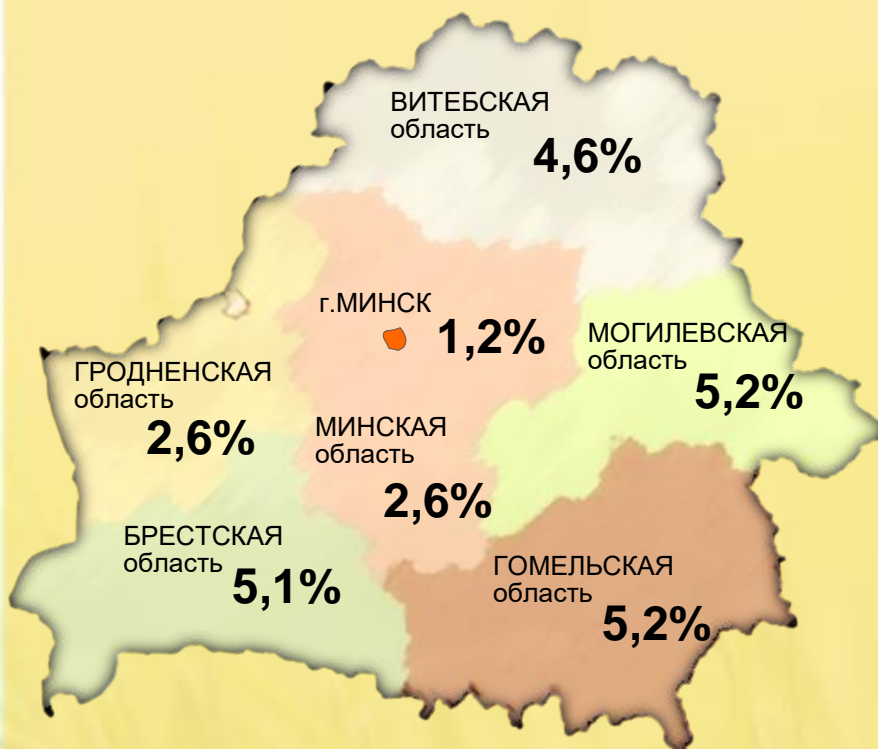 ВИТЕБСКАЯ
область
4,6%
г.МИНСК
1,2%
МОГИЛЕВСКАЯ
область
5,2%
ГРОДНЕНСКАЯ
область
2,6%
МИНСКАЯ
область
2,6%
БРЕСТСКАЯ
область
5,1%
ГОМЕЛЬСКАЯ
область
5,2%